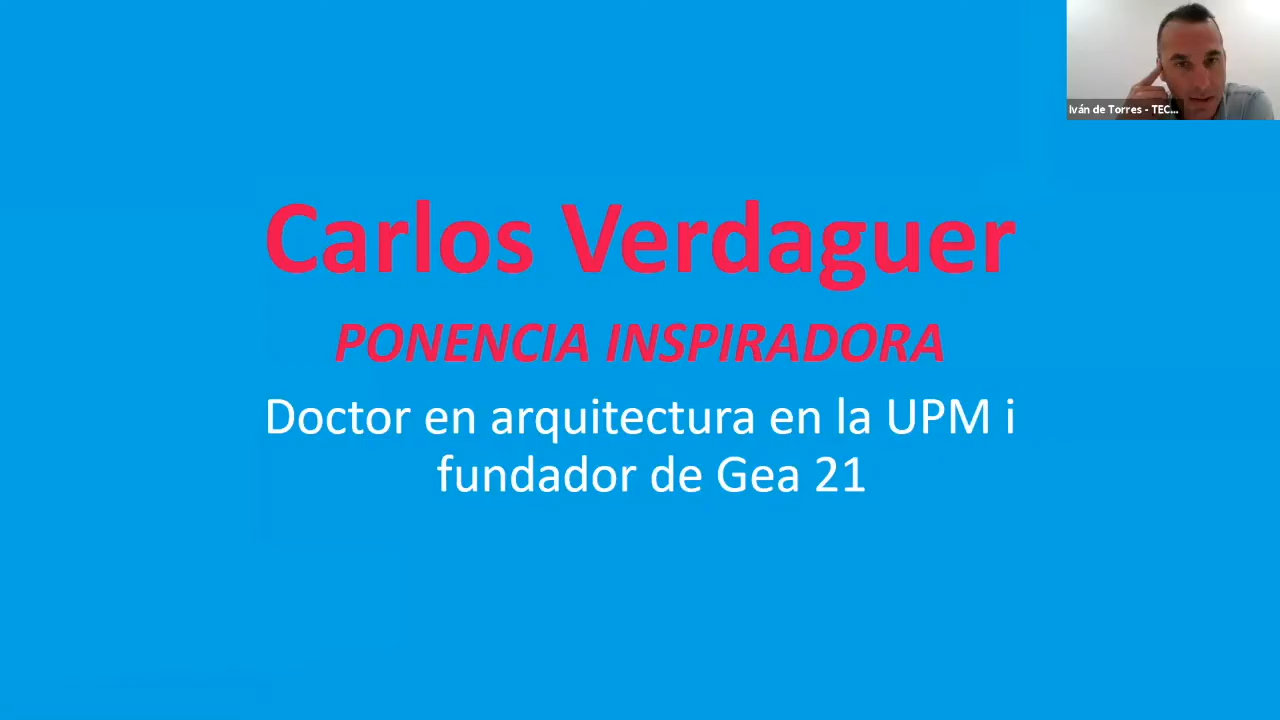 Iván de Torres - TEC...
Carlos Verdaguer
PONENCIA INSPIRADORA
Doctor en arquitectura en la UPM i
fundador de Gea 21